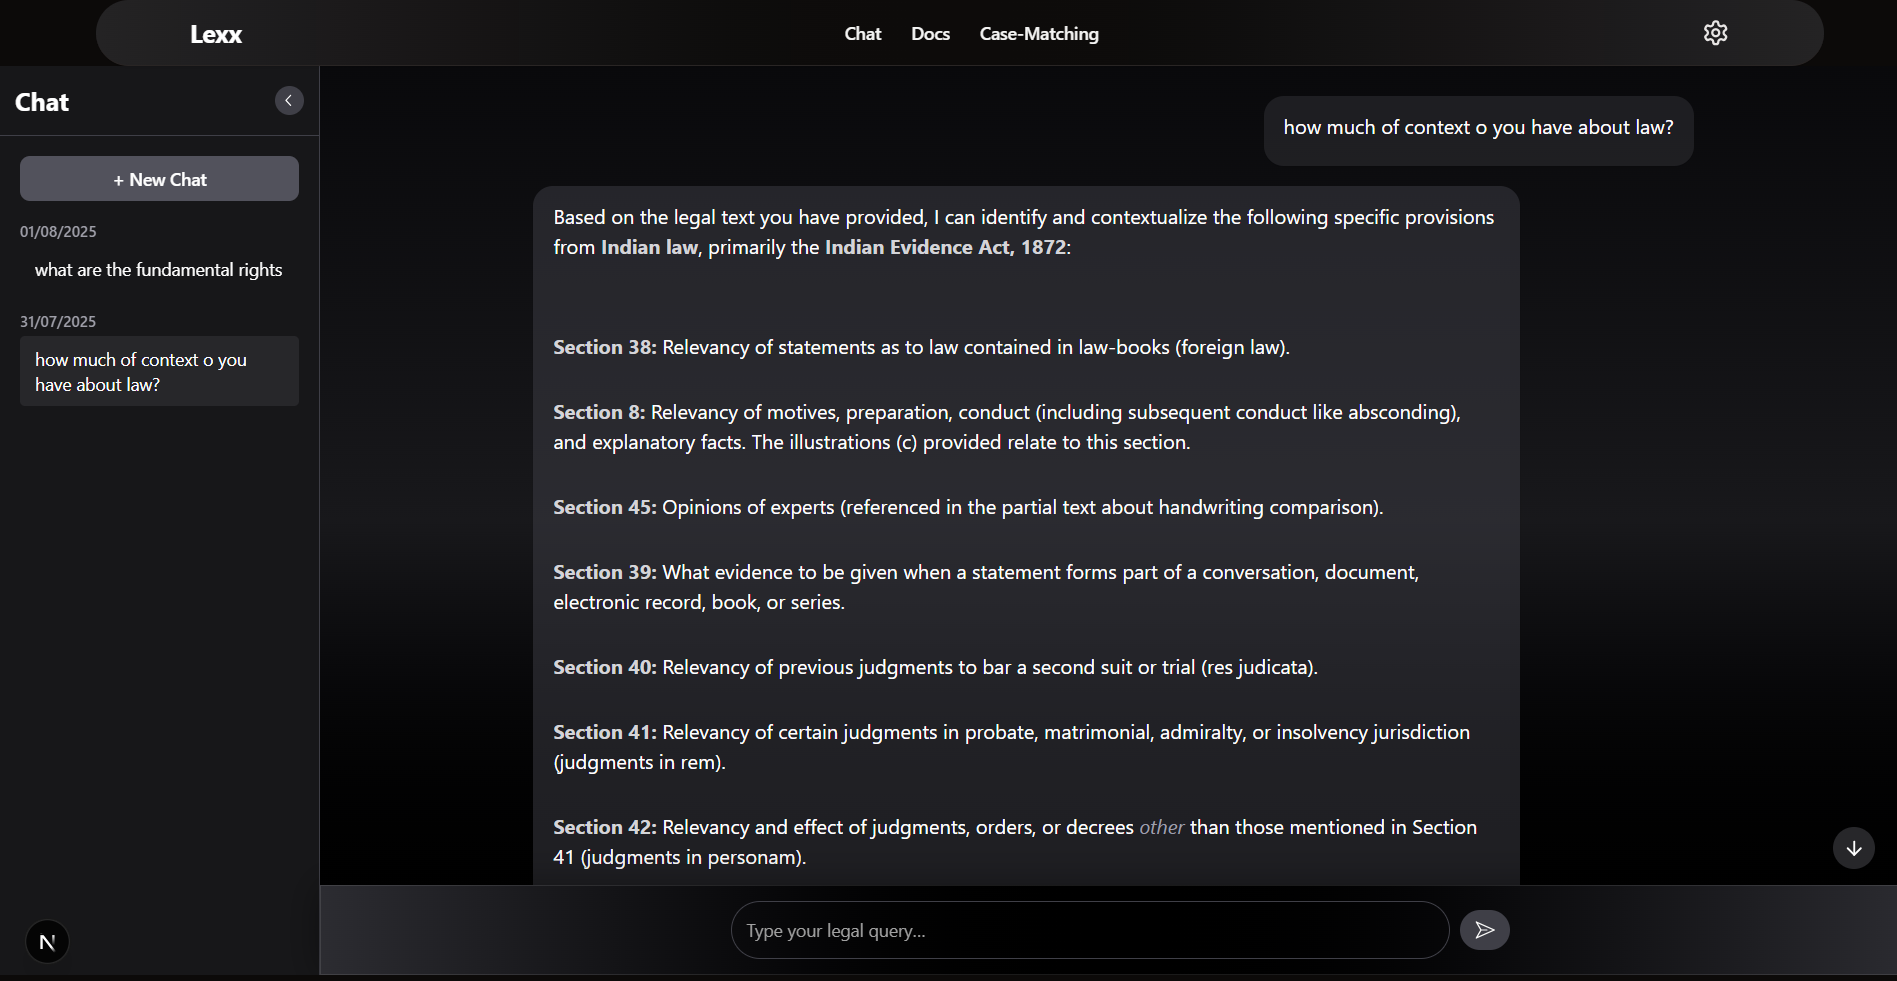 Lexx
Chat Docs Case-Matching
Chat
+ New Chat
01/08/2025
what are the fundamental rights
31/07/2025
how much of context o you
have about law?
how much of context o you have about law?
Based on the legal text you have provided, I can identify and contextualize the following specific provisions
from Indian law, primarily the Indian Evidence Act, 1872:
Section 38: Relevancy of statements as to law contained in law-books (foreign law).
Section 8: Relevancy of motives, preparation, conduct (including subsequent conduct like absconding),
and explanatory facts. The illustrations (c) provided relate to this section.
Section 45: Opinions of experts (referenced in the partial text about handwriting comparison).
Section 39: What evidence to be given when a statement forms part of a conversation, document,
electronic record, book, or series.
Section 40: Relevancy of previous judgments to bar a second suit or trial (res judicata).
Section 41: Relevancy of certain judgments in probate, matrimonial, admiralty, or insolvency jurisdiction
(judgments in rem).
Section 42: Relevancy and effect of judgments, orders, or decrees other than those mentioned in Section
41 (judgments in personam).
Type your legal query...
N